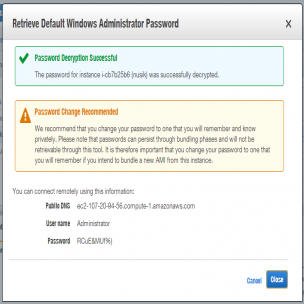 Retrieve Default Windows Administrator Password
X
Password Decryption Successful
The password for instance i-cb7b25b6 (nusik) was successfully decrypted.
Password Change Recommended
We recommend that you change your password to one that you will remember and know
privately. Please note that passwords can persist through bundling phases and will not be
retrievable through this tool. It is therefore important that you change your password to one
that you will remember if you intend to bundle a new AMI from this instance.
You can connect remotely using this information:
Public DNS ec2-107-20-94-56.compute-1.amazonaws.com
User name Administrator
Password
Cancel Close